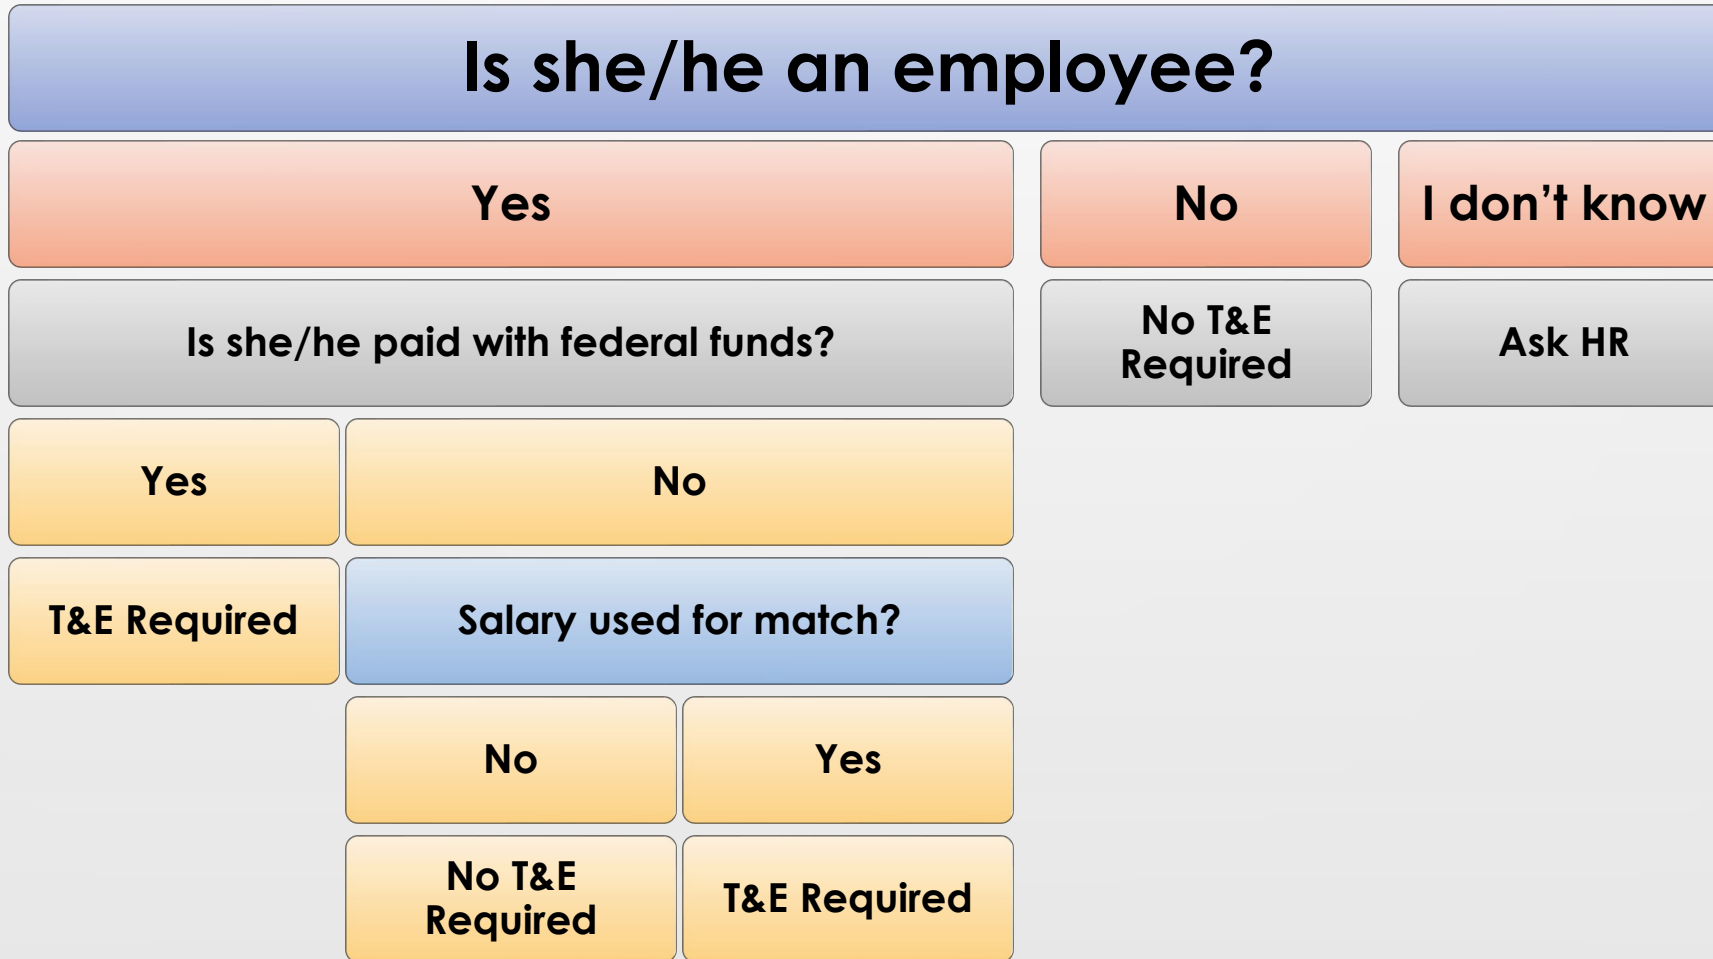 Is she/he an employee?
Yes
No
I don’t know
Is she/he paid with federal funds?
No T&E
Required
Ask HR
Yes
No
T&E Required
Salary used for match?
No
Yes
No T&E
Required
T&E Required